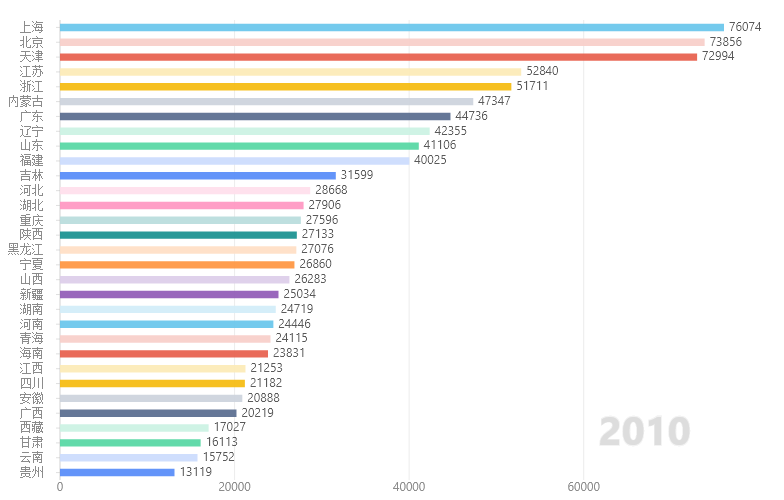 上海 76074
北京 73856
天津 72994
江苏 52840
浙江 51711
内蒙古 47347
广东 44736
辽宁 42355
山东 41106
福建 40025
吉林 31599
河北 28668
湖北 27906
重庆 27596
陕西 27133
黑龙江 27076
宁夏 26860
山西 26283
新疆 25034
湖南 24719
河南 24446
青海 24115
海南 23831
江西 21253
四川 21182
安徽 20888
广西 20219
西藏 17027
甘肃 16113
云南 15752
贵州 13119
2010
0 20000 40000 60000